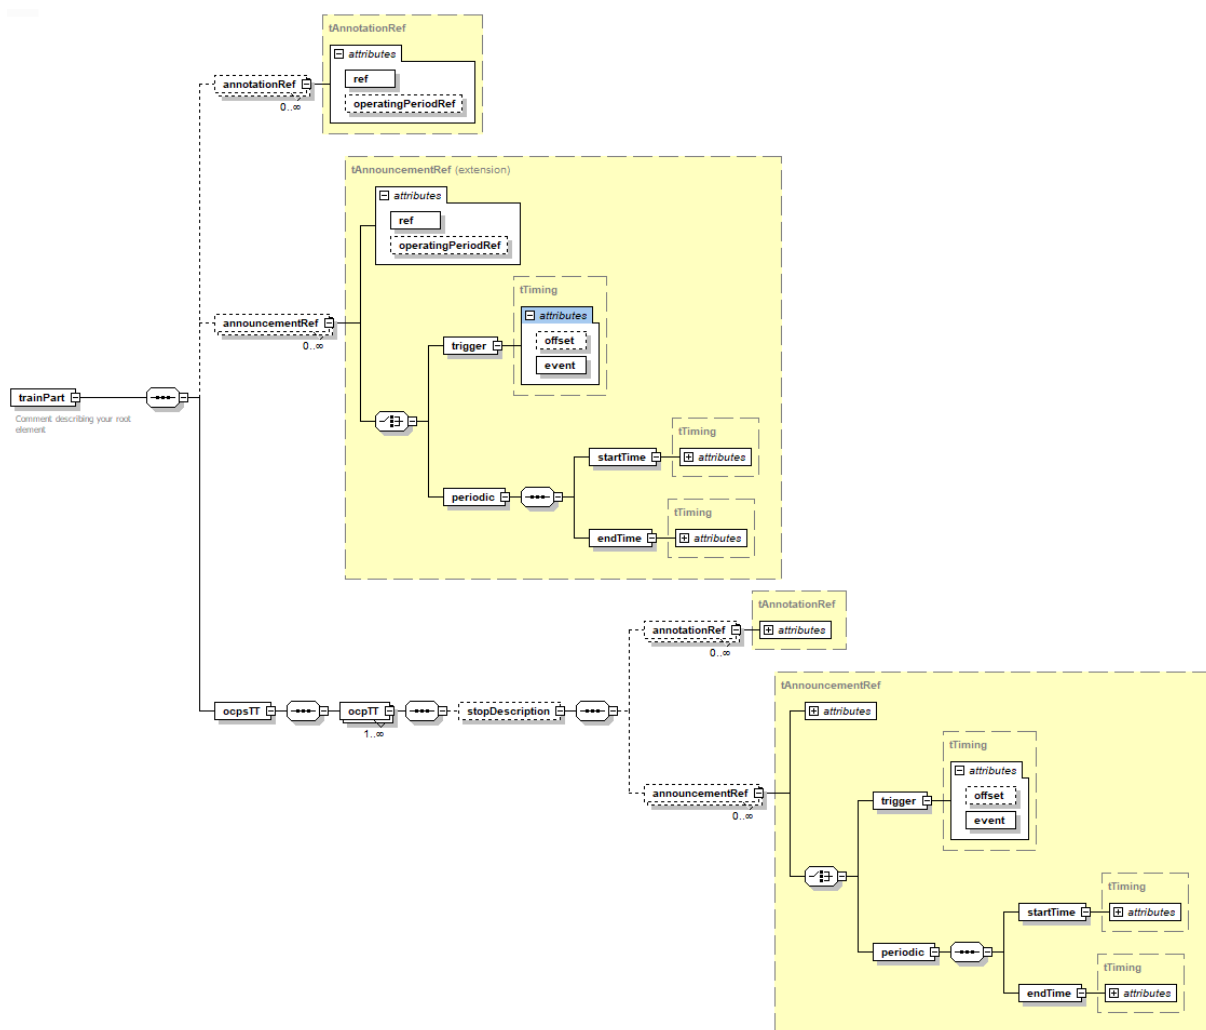 tAnnotationRef
attributes
ref
annotationRef
operatingPeriodRef
0..∞
tAnnouncementRef (extension)
attributes
ref
operatingPeriodRef
tTiming
attributes
announcementRef
0..∞
offset
trigger
event
trainPart
Comment describing your root
element
tTiming
startTime
attributes
periodic
tTiming
endTime
attributes
tAnnotationRef
annotationRef
attributes
0..∞
tAnnouncementRef
ocpsTT
ocpTT
stopDescription
attributes
1..∞
tTiming
attributes
announcementRef
0..∞
offset
trigger
event
tTiming
startTime
attributes
periodic
tTiming
endTime
attributes